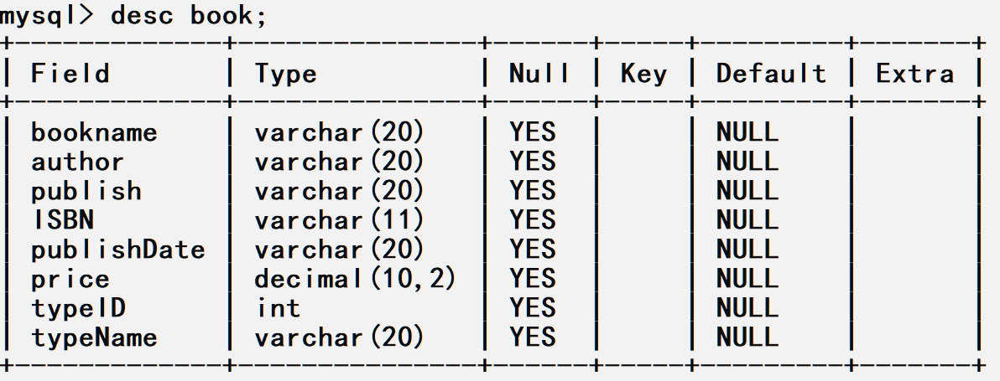 mysql> desc book;
+-------------+---------------+------+-----+---------+-------+
| Field | Type | Null | Key | Default | Extra |
+-------------+---------------+------+-----+---------+-------+
| bookname | varchar(20) | YES | | NULL | |
| author | varchar(20) | YES | | NULL | |
| publish | varchar(20) | YES | | NULL | |
| ISBN | varchar(11) | YES | | NULL | |
| publishDate | varchar(20) | YES | | NULL | |
| price | decimal(10,2) | YES | | NULL | |
| typeID | int | YES | | NULL | |
| typeName | varchar(20) | YES | | NULL | |
+-------------+---------------+------+-----+---------+-------+